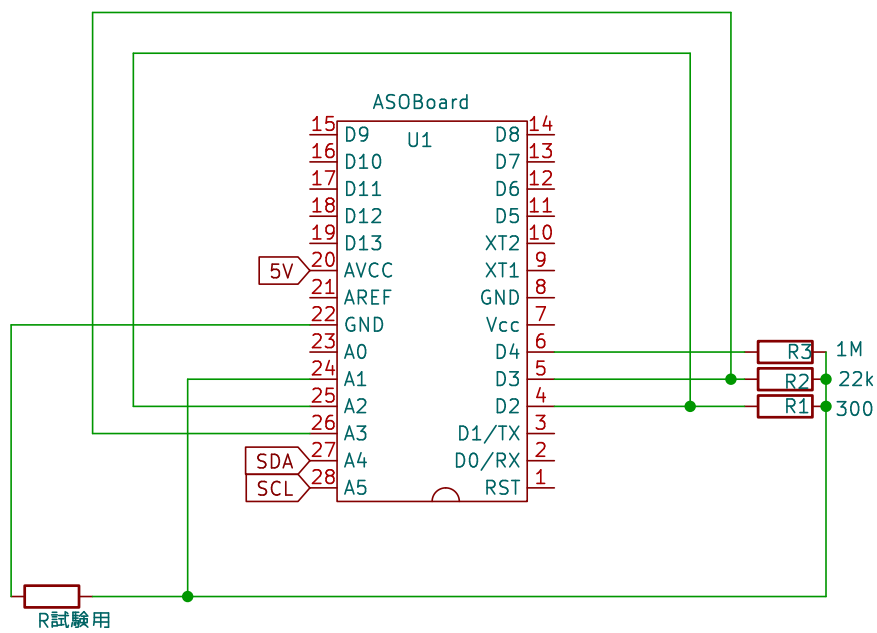 ASOBoard
U1
15 D9 D8 14
16 D10 D7 13
17 D11 D6 12
18 D12 D5 11
19 D13 XT2 10
5V 20 AVCC XT1 9
21 AREF GND 8
22 GND Vcc 7
23 A0 D4 6 R3 1M
24 A1 D3 5 R2 22k
25 A2 D2 4 R1 300
26 A3 D1/TX 3
SDA 27 A4 D0/RX 2
SCL 28 A5 RST 1
R試験用